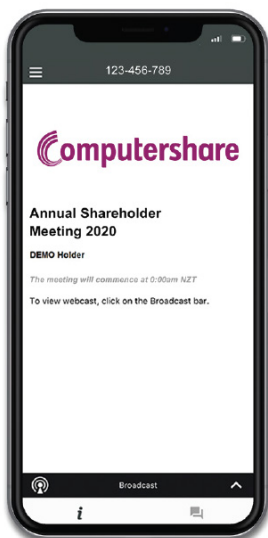 123-456-789
Computershare
Annual Shareholder
Meeting 2020
DEMO Holder
The meeting will commence at 0:00am NZT
To view webcast, click on the Broadcast bar.
Broadcast
i